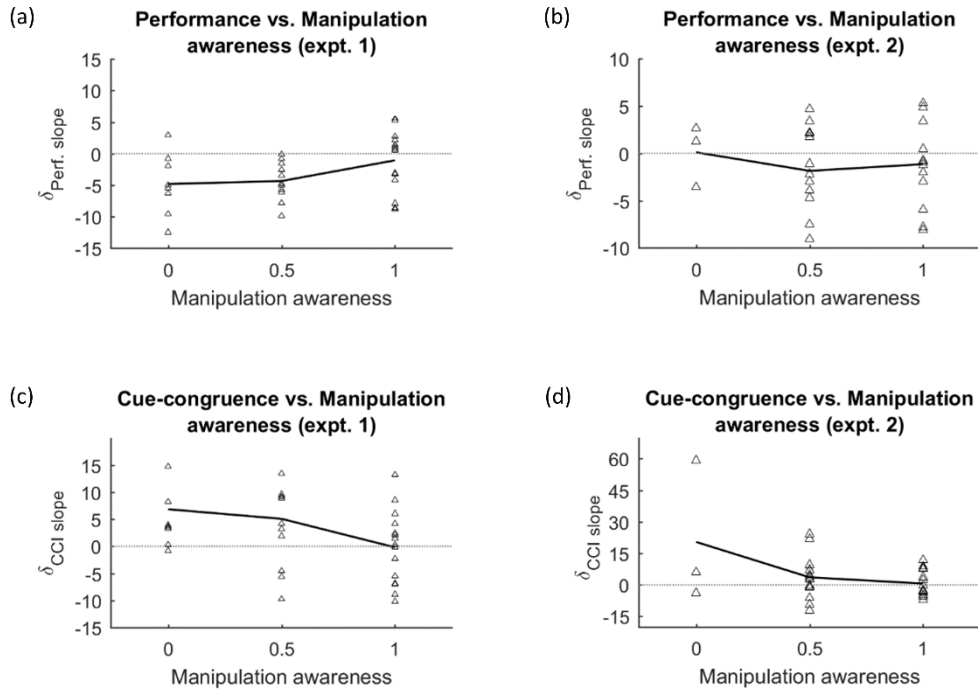 (a)
Performance vs. Manipulation
awareness (expt. 1)
15
10
5
0
-5
-10
-15
δPerf. slope
0
0.5
1
Manipulation awareness
(b)
Performance vs. Manipulation
awareness (expt. 2)
10
5
0
-5
-10
δPerf. slope
0
0.5
1
Manipulation awareness
(c)
Cue-congruence vs. Manipulation
awareness (expt. 1)
15
10
5
0
-5
-10
-15
δCCI slope
0
0.5
1
Manipulation awareness
(d)
Cue-congruence vs. Manipulation
awareness (expt. 2)
60
45
30
15
0
-15
δCCI slope
0
0.5
1
Manipulation awareness